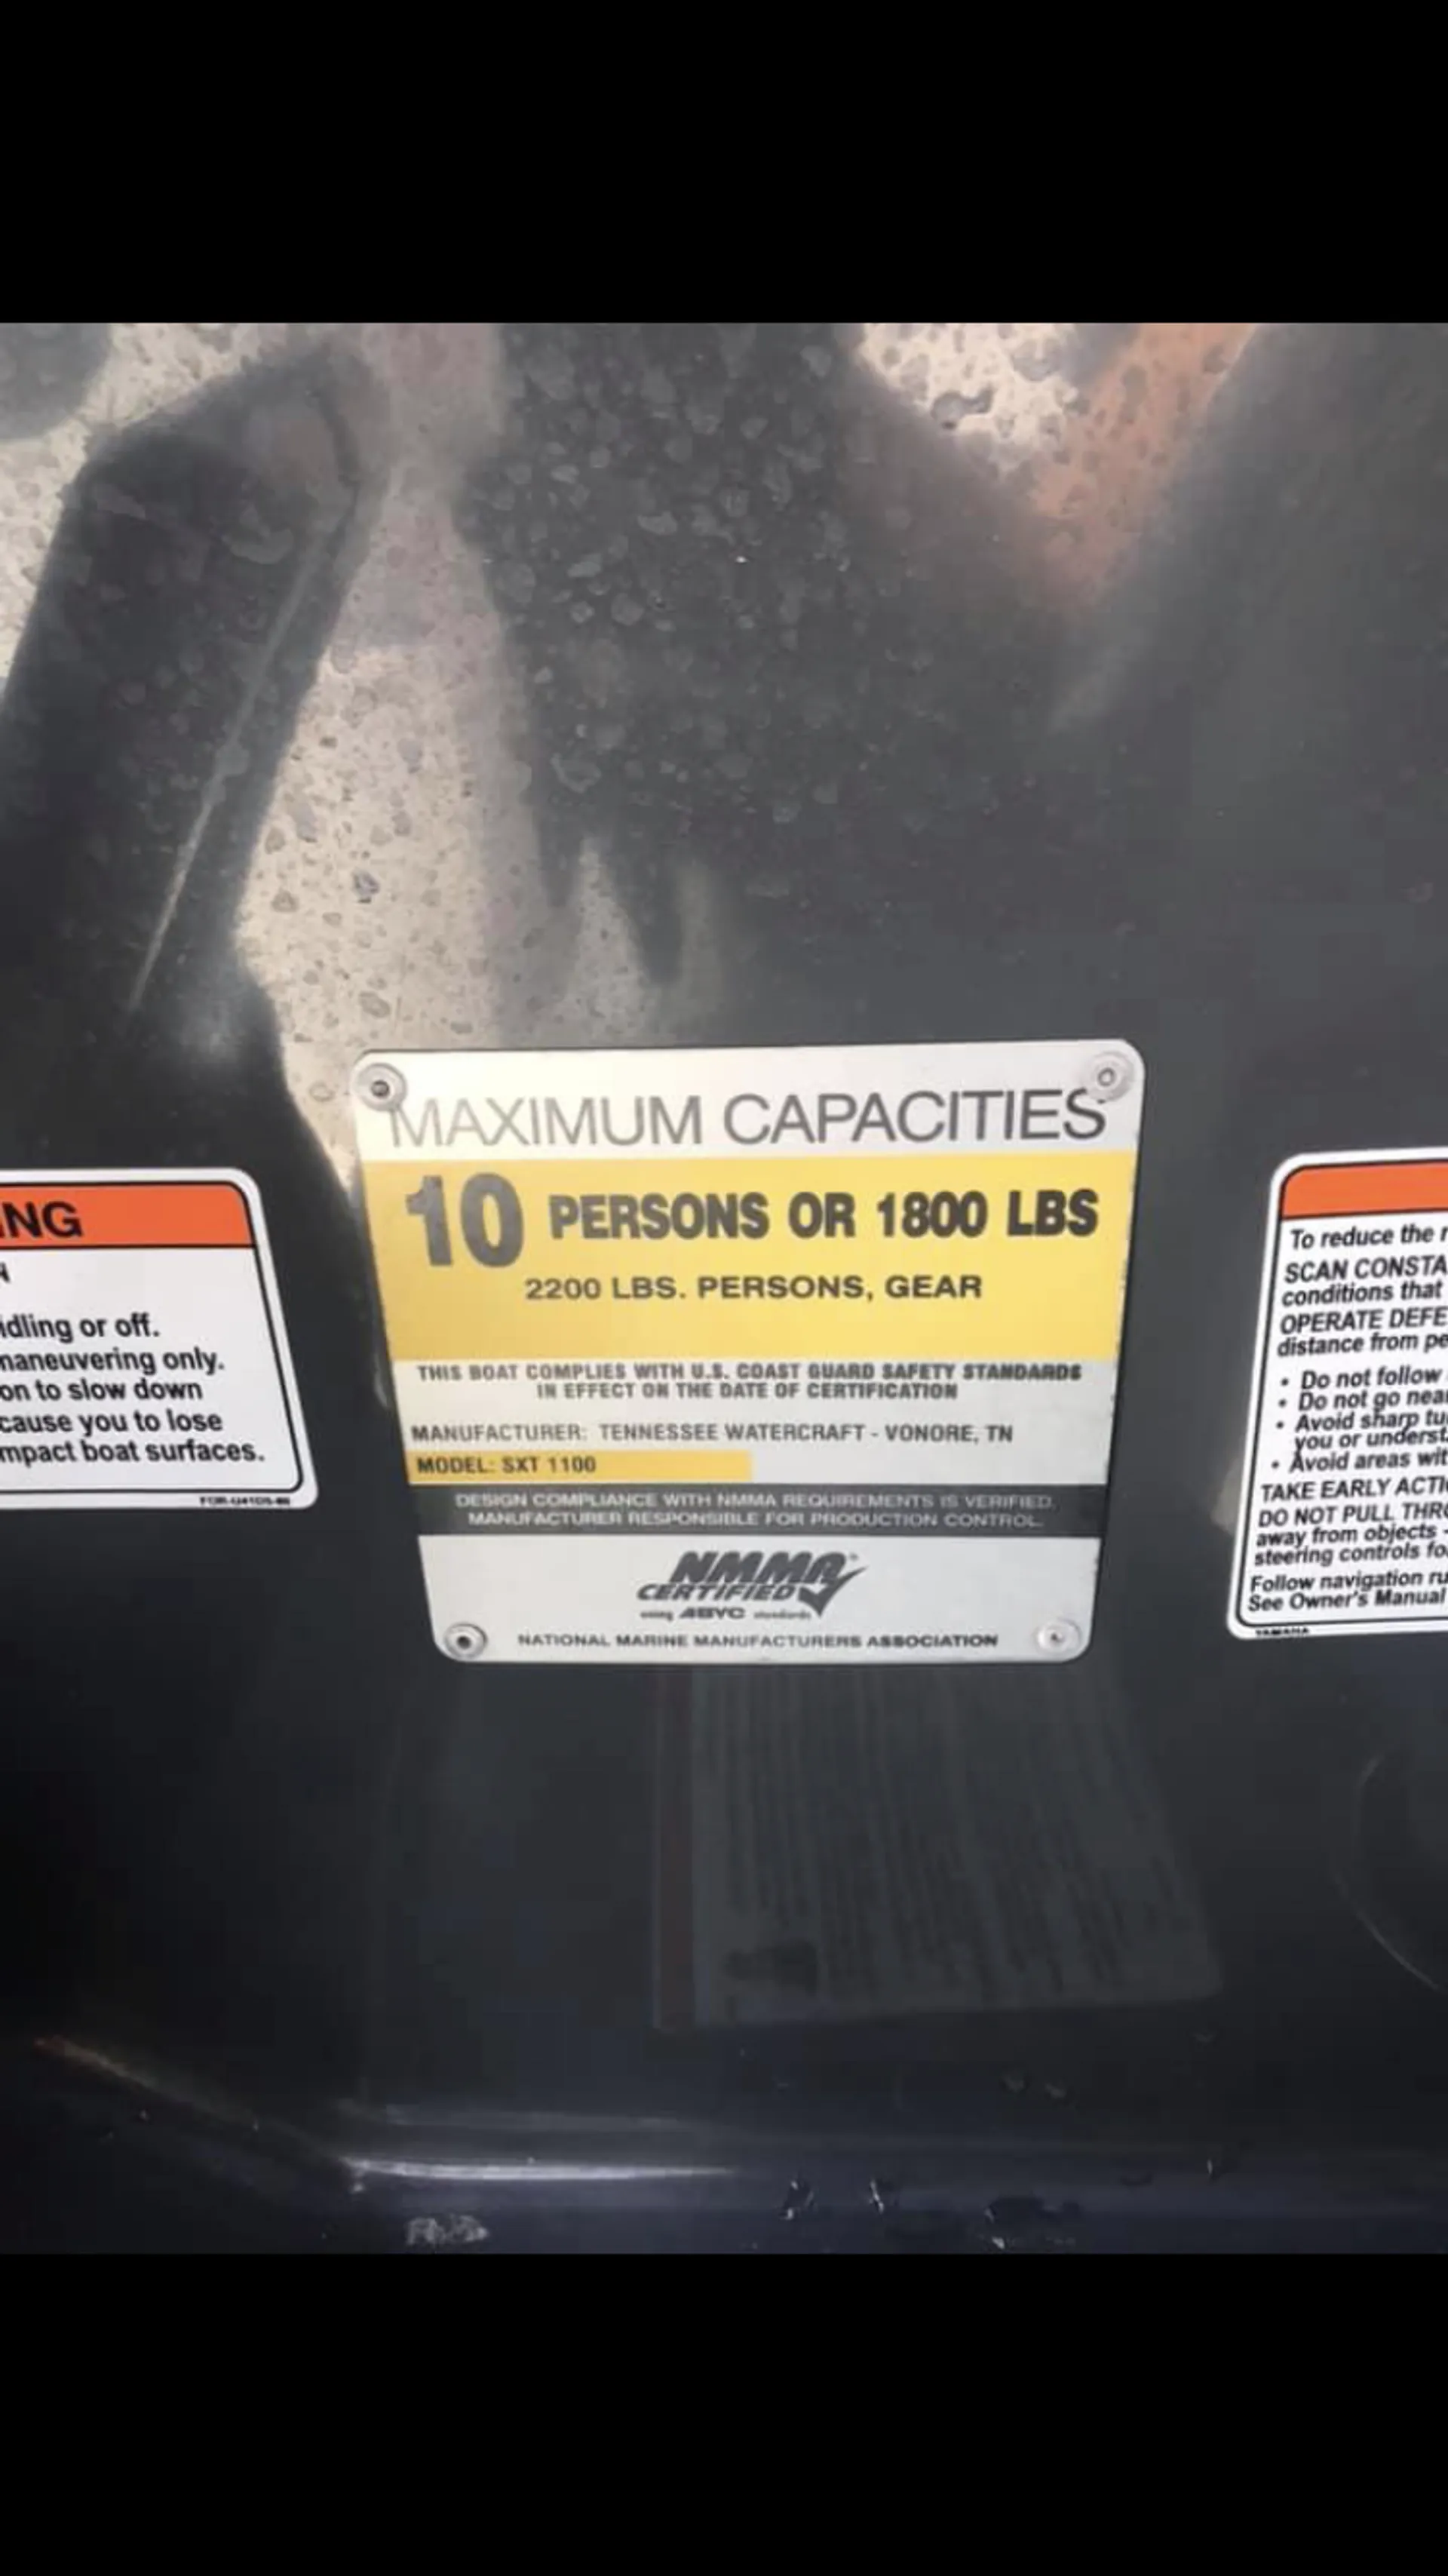 MAXIMUM CAPACITIES
10 PERSONS OR 1800 LBS
2200 LBS. PERSONS, GEAR
THIS BOAT COMPLIES WITH U.S. COAST GUARD SAFETY STANDARDS
IN EFFECT ON THE DATE OF CERTIFICATION
MANUFACTURER: TENNESSEE WATERCRAFT - VONORE, TN
MODEL: SXT 1100
DESIGN COMPLIANCE WITH NMMA REQUIREMENTS IS VERIFIED.
MANUFACTURER RESPONSIBLE FOR PRODUCTION CONTROL.
NMMA
CERTIFIED
using ABYC standards
NATIONAL MARINE MANUFACTURERS ASSOCIATION
NG
idling or off.
maneuvering only.
on to slow down
cause you to lose
mpact boat surfaces.
To reduce the
SCAN CONSTA
conditions that
OPERATE DEFE
distance from pe
• Do not follow
• Do not go nea
• Avoid sharp tu
you or underst
• Avoid areas wit
TAKE EARLY ACTI
DO NOT PULL THR
away from objects -
steering controls fo
Follow navigation ru
See Owner's Manual
YAMAHA